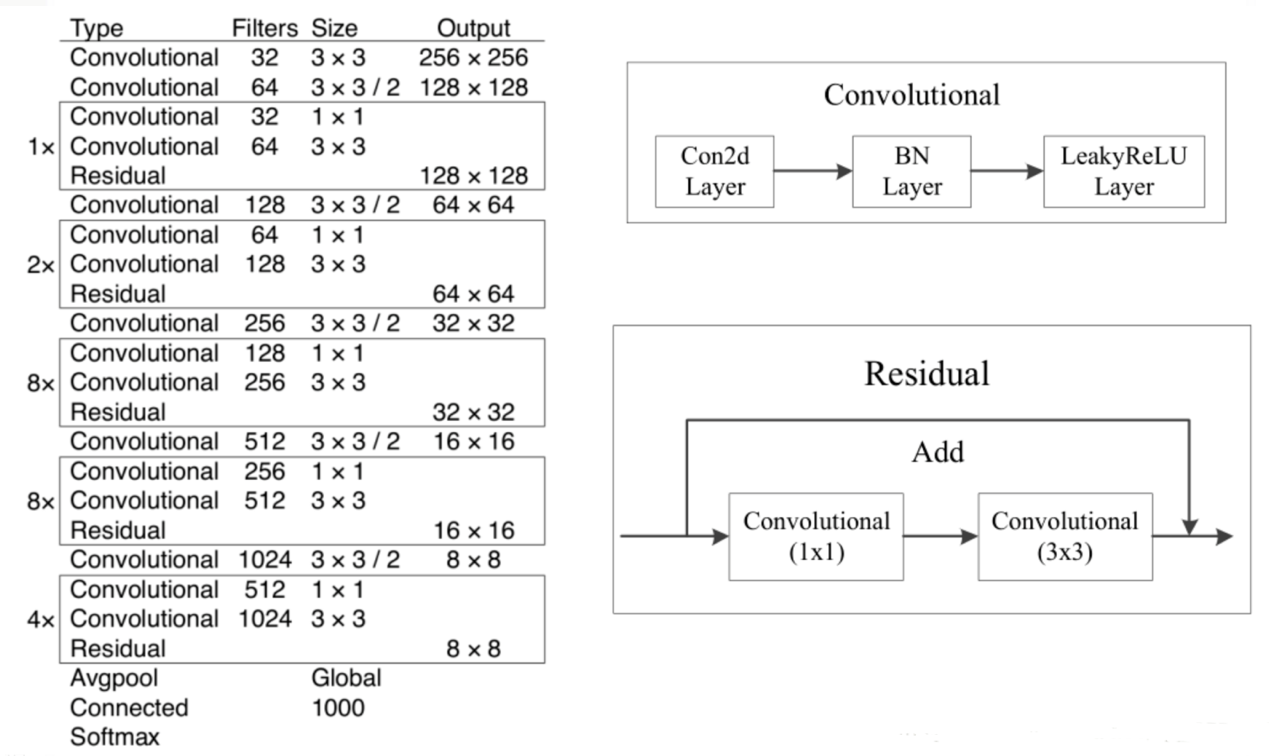 Type Filters Size Output
Convolutional 32 3 × 3 256 × 256
Convolutional 64 3 × 3 / 2 128 × 128
Convolutional 32 1 × 1
1× Convolutional 64 3 × 3
Residual 128 × 128
Convolutional 128 3 × 3 / 2 64 × 64
Convolutional 64 1 × 1
2× Convolutional 128 3 × 3
Residual 64 × 64
Convolutional 256 3 × 3 / 2 32 × 32
Convolutional 128 1 × 1
8× Convolutional 256 3 × 3
Residual 32 × 32
Convolutional 512 3 × 3 / 2 16 × 16
Convolutional 256 1 × 1
8× Convolutional 512 3 × 3
Residual 16 × 16
Convolutional 1024 3 × 3 / 2 8 × 8
Convolutional 512 1 × 1
4× Convolutional 1024 3 × 3
Residual 8 × 8
Avgpool Global
Connected 1000
Softmax
Convolutional
Con2d
Layer
BN
Layer
LeakyReLU
Layer
Residual
Add
Convolutional
(1x1)
Convolutional
(3x3)